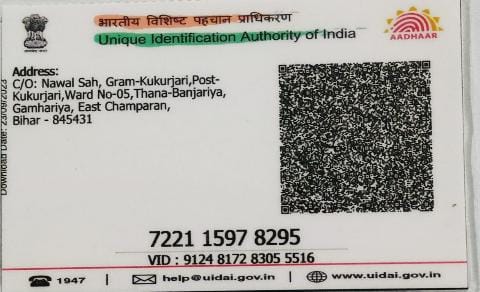 भारतीय विशिष्ट पहचान प्राधिकरण
Unique Identification Authority of India
AADHAAR
Address:
C/O: Nawal Sah, Gram-Kukurjari,Post-
Kukurjari,Ward No-05,Thana-Banjariya,
Gamhariya, East Champaran,
Bihar - 845431
Download Date: 23/09/2023
7221 1597 8295
VID : 9124 8172 8305 5516
1947 | help@uidai.gov.in | www.uidai.gov.in